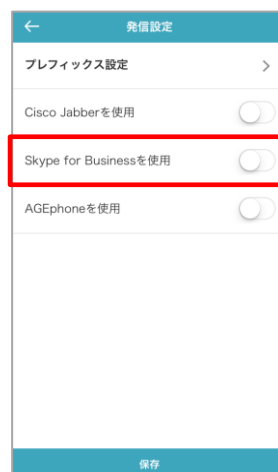 発信設定
プレフィックス設定
Cisco Jabberを使用
Skype for Businessを使用
AGEphoneを使用
保存